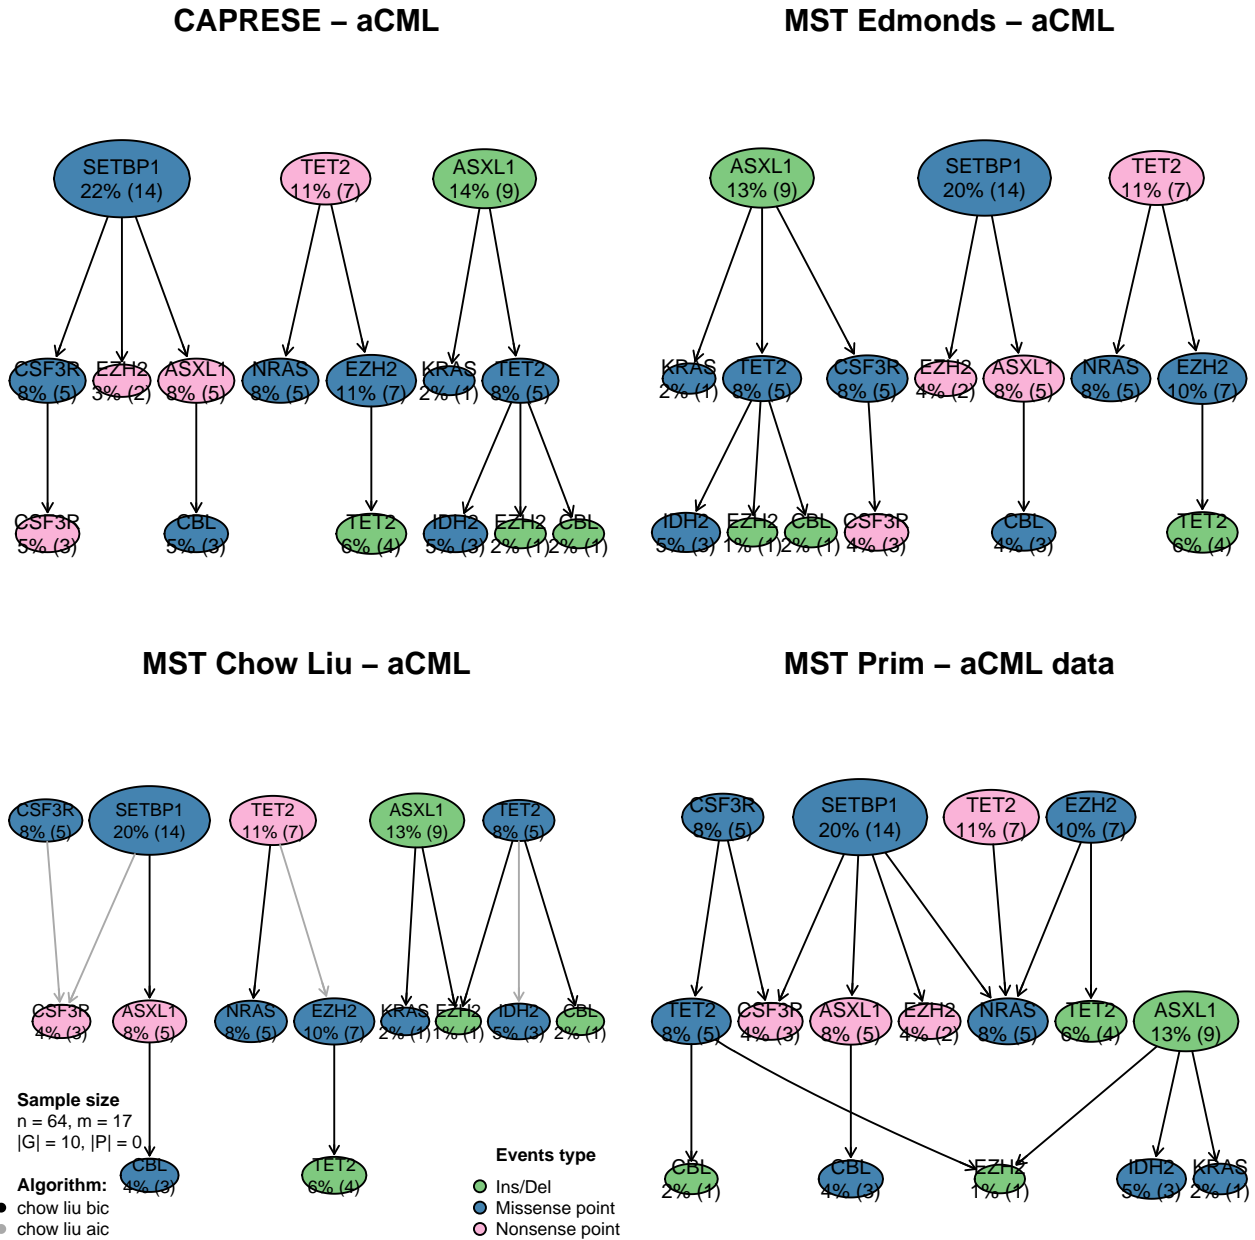 CAPRESE – aCML
SETBP1
22% (14)
TET2
11% (7)
ASXL1
14% (9)
CSF3R
8% (5)
EZH2
3% (2)
ASXL1
8% (5)
NRAS
8% (5)
EZH2
11% (7)
KRAS
2% (1)
TET2
8% (5)
CSF3R
5% (3)
CBL
5% (3)
TET2
6% (4)
IDH2
5% (3)
EZH2
2% (1)
CBL
2% (1)
MST Edmonds – aCML
ASXL1
13% (9)
SETBP1
20% (14)
TET2
11% (7)
KRAS
2% (1)
TET2
8% (5)
CSF3R
8% (5)
EZH2
4% (2)
ASXL1
8% (5)
NRAS
8% (5)
EZH2
10% (7)
IDH2
5% (3)
EZH2
1% (1)
CBL
2% (1)
CSF3R
4% (3)
CBL
4% (3)
TET2
6% (4)
MST Chow Liu – aCML
CSF3R
8% (5)
SETBP1
20% (14)
TET2
11% (7)
ASXL1
13% (9)
TET2
8% (5)
CSF3R
4% (3)
ASXL1
8% (5)
NRAS
8% (5)
EZH2
10% (7)
KRAS
2% (1)
EZH2
1% (1)
IDH2
5% (3)
CBL
2% (1)
CBL
4% (3)
TET2
6% (4)
Sample size
n = 64, m = 17
|G| = 10, |P| = 0
Algorithm:
chow liu bic
chow liu aic
Events type
Ins/Del
Missense point
Nonsense point
MST Prim – aCML data
CSF3R
8% (5)
SETBP1
20% (14)
TET2
11% (7)
EZH2
10% (7)
TET2
8% (5)
CSF3R
4% (3)
ASXL1
8% (5)
EZH2
4% (2)
NRAS
8% (5)
TET2
6% (4)
ASXL1
13% (9)
CBL
2% (1)
CBL
4% (3)
EZH2
1% (1)
IDH2
5% (3)
KRAS
2% (1)